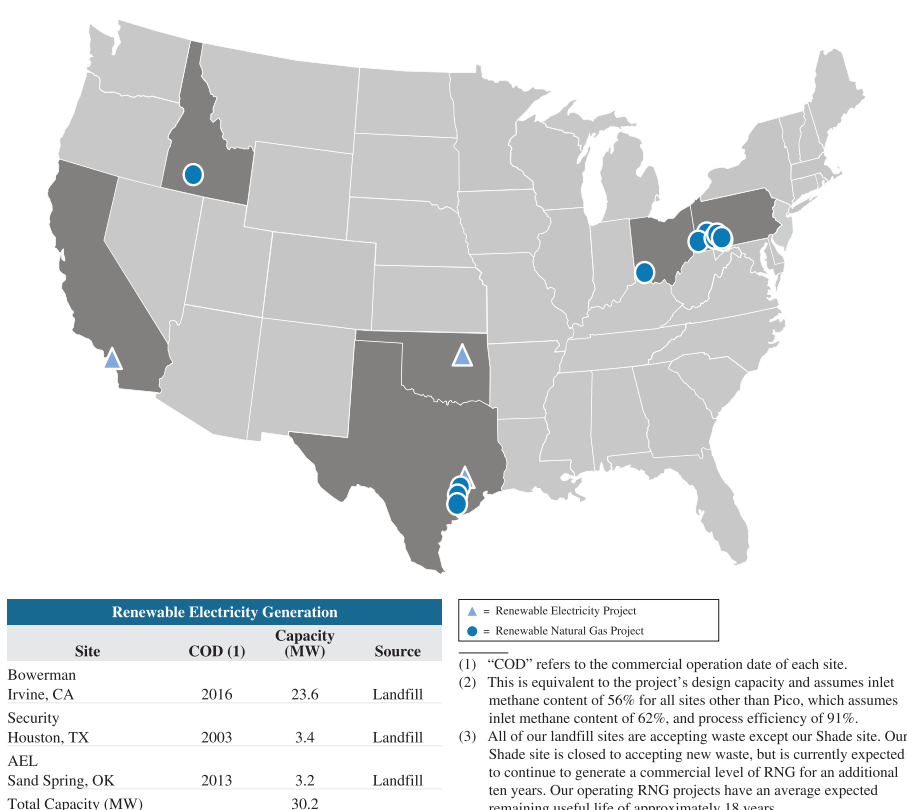 Renewable Electricity Generation
Site COD (1) Capacity (MW) Source
Bowerman
Irvine, CA 2016 23.6 Landfill
Security
Houston, TX 2003 3.4 Landfill
AEL
Sand Spring, OK 2013 3.2 Landfill
Total Capacity (MW) 30.2
= Renewable Electricity Project
= Renewable Natural Gas Project
(1) “COD” refers to the commercial operation date of each site.
(2) This is equivalent to the project’s design capacity and assumes inlet
methane content of 56% for all sites other than Pico, which assumes
inlet methane content of 62%, and process efficiency of 91%.
(3) All of our landfill sites are accepting waste except our Shade site. Our
Shade site is closed to accepting new waste, but is currently expected
to continue to generate a commercial level of RNG for an additional
ten years. Our operating RNG projects have an average expected
remaining useful life of approximately 18 years.